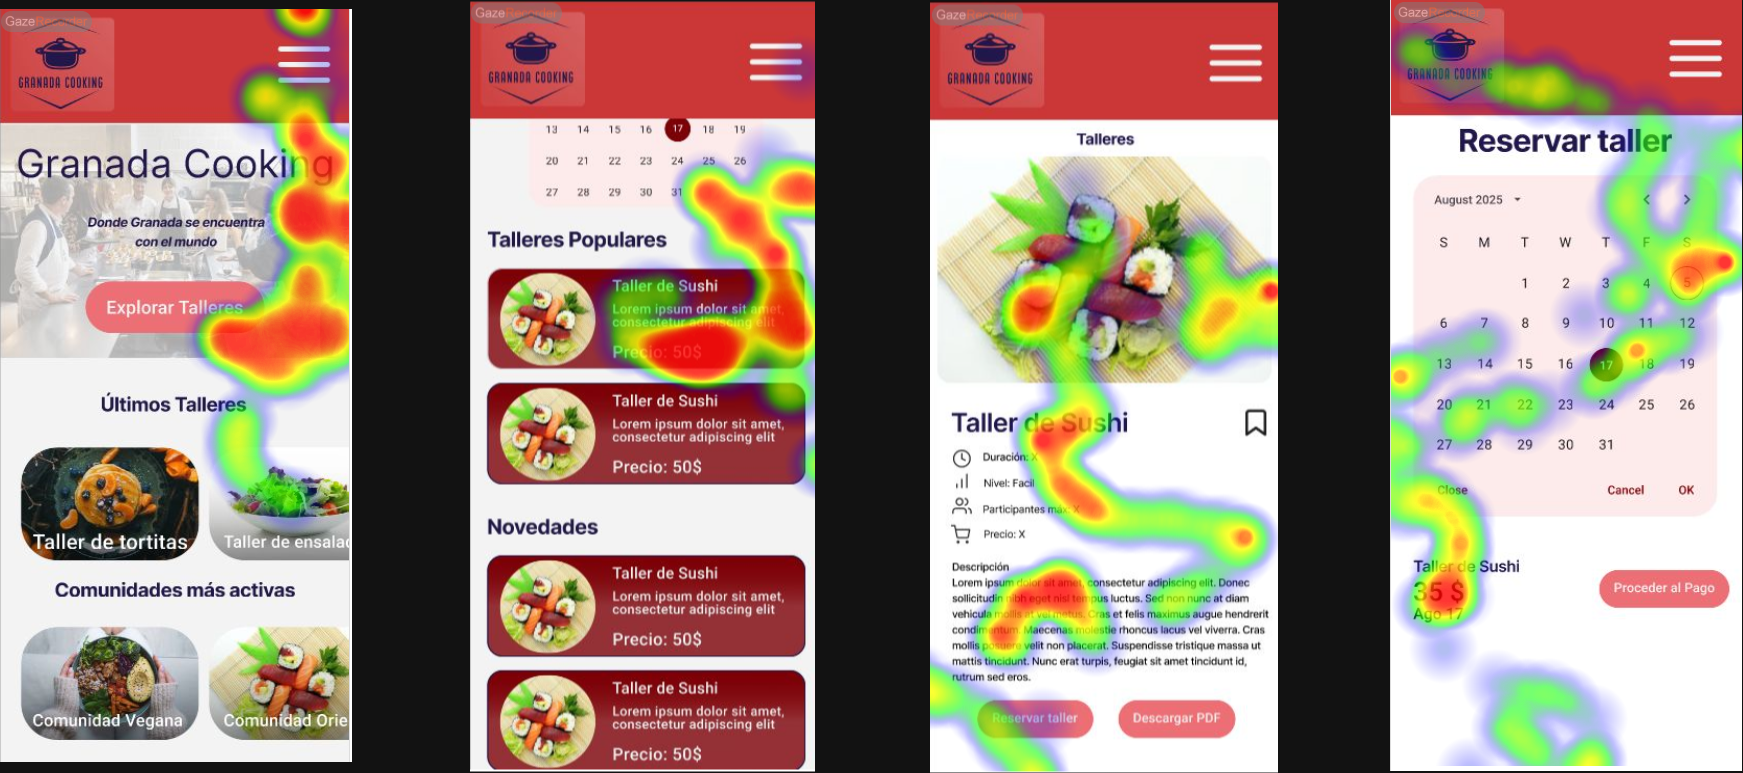 GazeRecorder
GRANADA COOKING
Granada Cooking
Donde Granada se encuentra
con el mundo
Explorar Talleres
Últimos Talleres
Taller de tortitas
Taller de ensalad
Comunidades más activas
Comunidad Vegana
Comunidad Orie
GazeRecorder
GRANADA COOKING
13 14 15 16 17 18 19
20 21 22 23 24 25 26
27 28 29 30 31
Talleres Populares
Taller de Sushi
Lorem ipsum dolor sit amet,
consectetur adipiscing elit
Precio: 50$
Taller de Sushi
Lorem ipsum dolor sit amet,
consectetur adipiscing elit
Precio: 50$
Novedades
Taller de Sushi
Lorem ipsum dolor sit amet,
consectetur adipiscing elit
Precio: 50$
Taller de Sushi
Lorem ipsum dolor sit amet,
consectetur adipiscing elit
Precio: 50$
GazeRecorder
GRANADA COOKING
Talleres
Taller de Sushi
Duración: X
Nivel: Facil
Participantes max: X
Precio: X
Descripción
Lorem ipsum dolor sit amet, consectetur adipiscing elit. Donec
sollicitudin nibh eget nisl tempus luctus. Sed non nunc at diam
vehicula mollis at vel metus. Cras et felis maximus augue hendrerit
condimentum. Maecenas molestie rhoncus lacus vel viverra. Cras
mollis posuere velit non placerat. Suspendisse tristique massa ut
mattis tincidunt. Nunc erat turpis, feugiat sit amet tincidunt id,
rutrum sed eros.
Reservar taller
Descargar PDF
GazeRecorder
GRANADA COOKING
Reservar taller
August 2025
S M T W T F S
1 2 3 4 5
6 7 8 9 10 11 12
13 14 15 16 17 18 19
20 21 22 23 24 25 26
27 28 29 30 31
Close Cancel OK
Taller de Sushi
35 $
Ago 17
Proceder al Pago